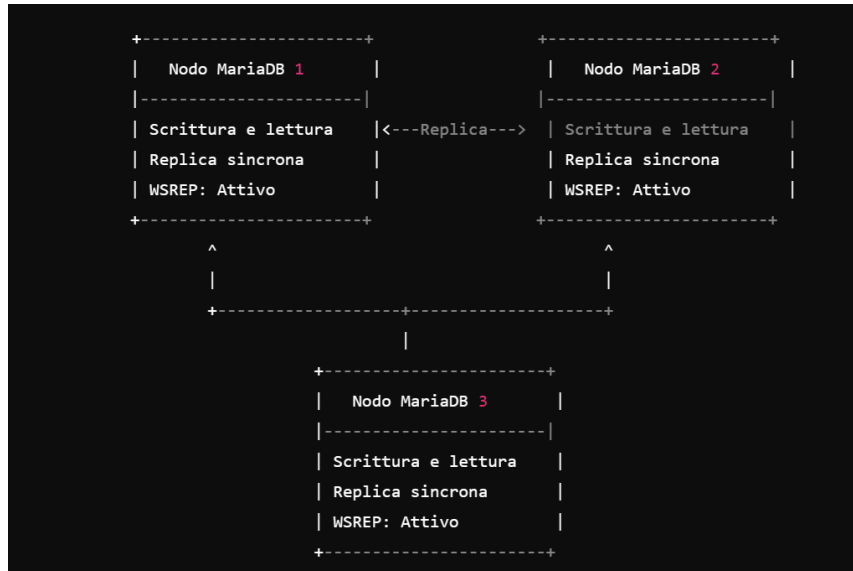 Nodo MariaDB 1
Nodo MariaDB 2
Scrittura e lettura
<---Replica--->
Scrittura e lettura
Replica sincrona
Replica sincrona
WSREP: Attivo
WSREP: Attivo
Nodo MariaDB 3
Scrittura e lettura
Replica sincrona
WSREP: Attivo